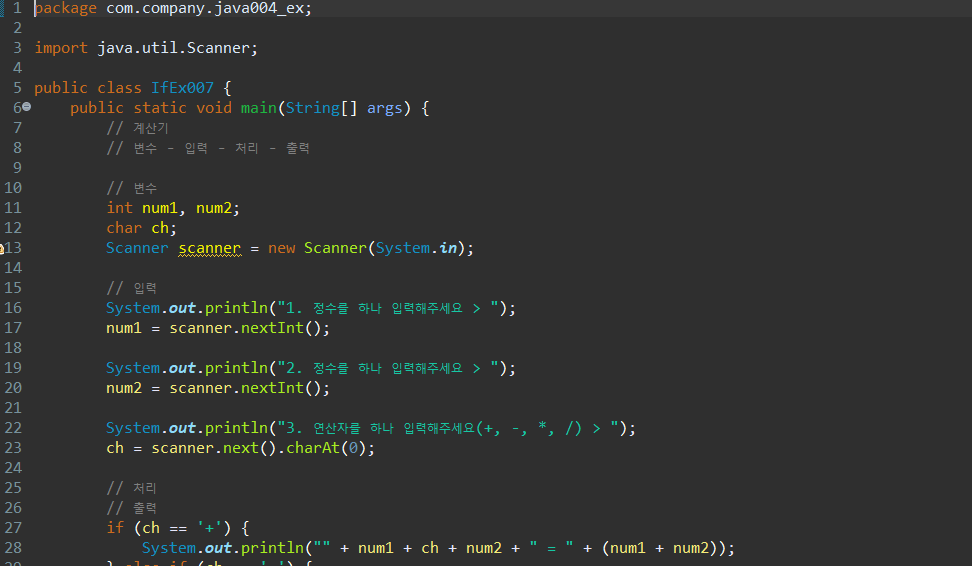 1 package com.company.java004_ex;
2
3 import java.util.Scanner;
4
5 public class IfEx007 {
6 public static void main(String[] args) {
7 // 계산기
8 // 변수 - 입력 - 처리 - 출력
9
10 // 변수
11 int num1, num2;
12 char ch;
13 Scanner scanner = new Scanner(System.in);
14
15 // 입력
16 System.out.println("1. 정수를 하나 입력해주세요 > ");
17 num1 = scanner.nextInt();
18
19 System.out.println("2. 정수를 하나 입력해주세요 > ");
20 num2 = scanner.nextInt();
21
22 System.out.println("3. 연산자를 하나 입력해주세요(+, -, *, /) > ");
23 ch = scanner.next().charAt(0);
24
25 // 처리
26 // 출력
27 if (ch == '+') {
28 System.out.println("" + num1 + ch + num2 + " = " + (num1 + num2));